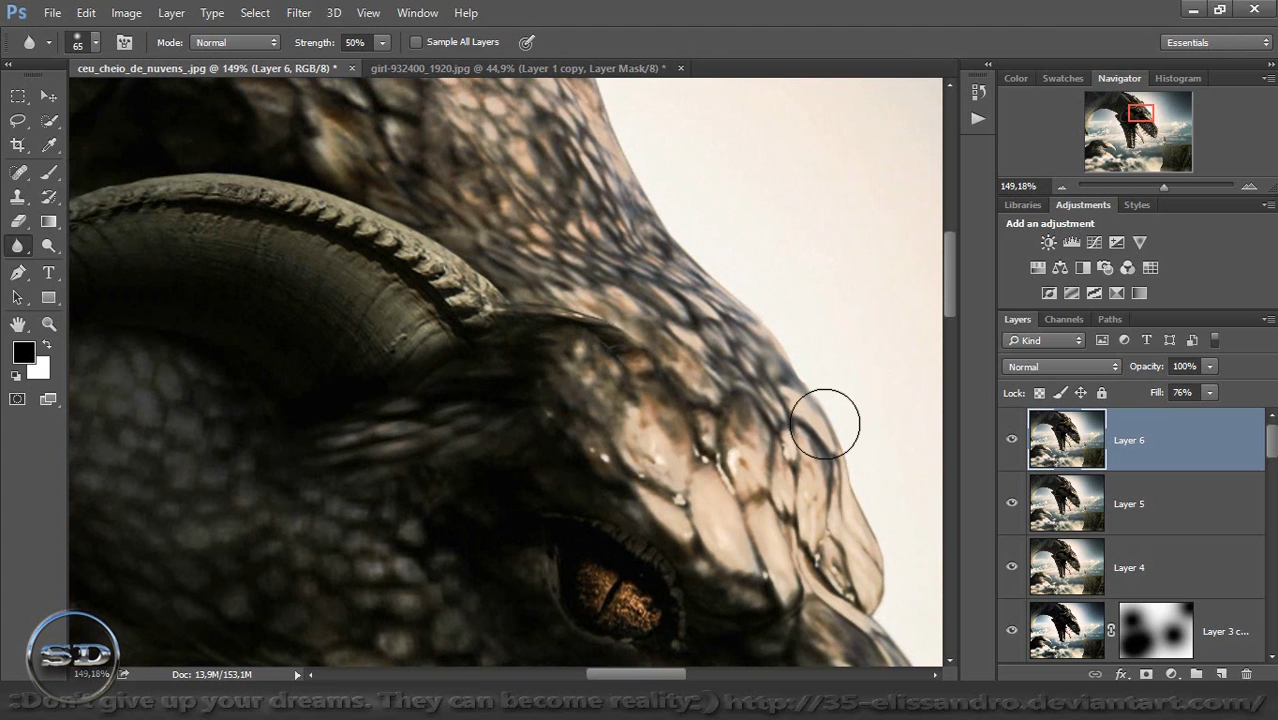 Ps File Edit Image Layer Type Select Filter 3D View Window Help
65 Mode: Normal Strength: 50% Sample All Layers Essentials
ceu_cheio_de_nuvens_.jpg @ 149% (Layer 6, RGB/8) * girl-932400_1920.jpg @ 44,9% (Layer 1 copy, Layer Mask/8) *
Color Swatches Navigator Histogram
149,18%
Libraries Adjustments Styles
Add an adjustment
Layers Channels Paths
Kind
Normal Opacity: 100%
Lock: Fill: 76%
Layer 6
Layer 5
Layer 4
Layer 3 c...
SD
149,18% Doc: 13,9M/153,1M
sDon't give up your dreams. They can become reality:) http://35-elissandro.deviantart.com/